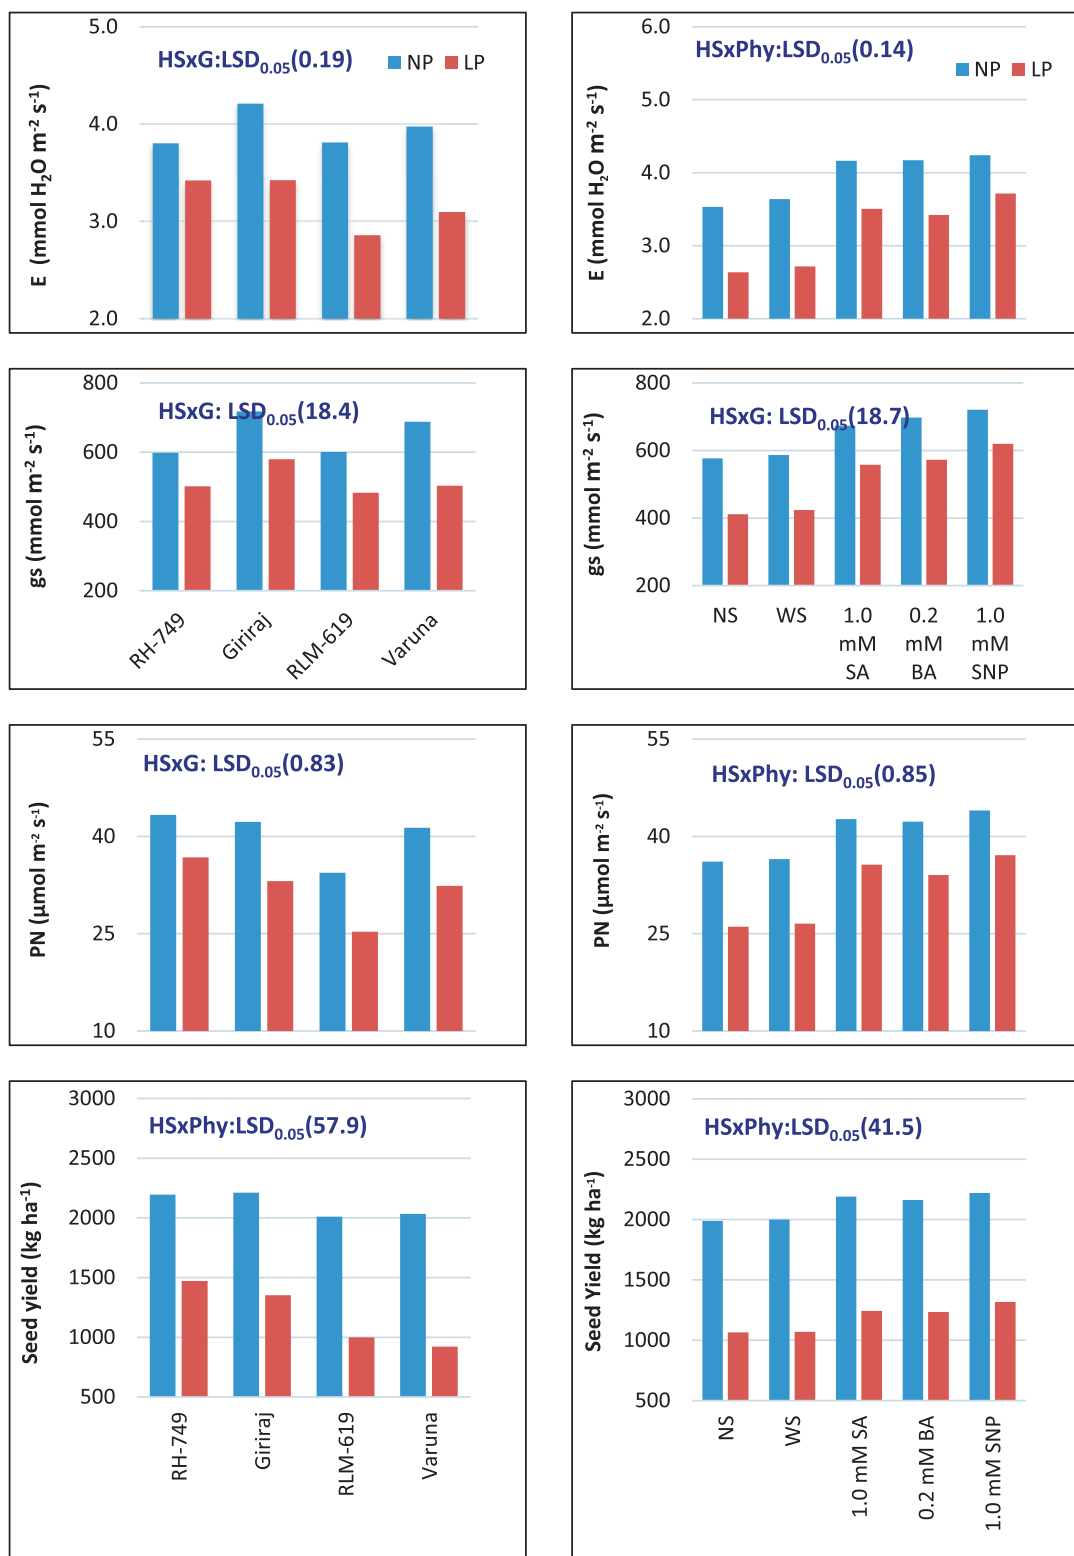 E (mmol H₂O m⁻² s⁻¹)
5.0
4.0
3.0
2.0
HSxG:LSD₀.₀₅(0.19)
NP LP
E (mmol H₂O m⁻² s⁻¹)
6.0
5.0
4.0
3.0
2.0
HSxPhy:LSD₀.₀₅(0.14)
NP LP
gs (mmol m⁻² s⁻¹)
800
600
400
200
HSxG: LSD₀.₀₅(18.4)
RH-749
Giriraj
RLM-619
Varuna
gs (mmol m⁻² s⁻¹)
800
600
400
200
HSxG: LSD₀.₀₅(18.7)
NS
WS
1.0
mM
SA
0.2
mM
BA
1.0
mM
SNP
PN (µmol m⁻² s⁻¹)
55
40
25
10
HSxG: LSD₀.₀₅(0.83)
PN (µmol m⁻² s⁻¹)
55
40
25
10
HSxPhy: LSD₀.₀₅(0.85)
Seed yield (kg ha⁻¹)
3000
2500
2000
1500
1000
500
HSxPhy:LSD₀.₀₅(57.9)
RH-749
Giriraj
RLM-619
Varuna
Seed Yield (kg ha⁻¹)
3000
2500
2000
1500
1000
500
HSxPhy:LSD₀.₀₅(41.5)
NS
WS
1.0 mM SA
0.2 mM BA
1.0 mM SNP